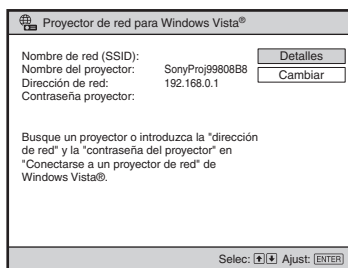 Proyector de red para Windows Vista®
Nombre de red (SSID):
Nombre del proyector: SonyProj99808B8
Dirección de red: 192.168.0.1
Contraseña proyector:
Detalles
Cambiar
Busque un proyector o introduzca la "dirección
de red" y la "contraseña del proyector" en
"Conectarse a un proyector de red" de
Windows Vista®.
Selec: ↑ ↓ Ajust: ENTER